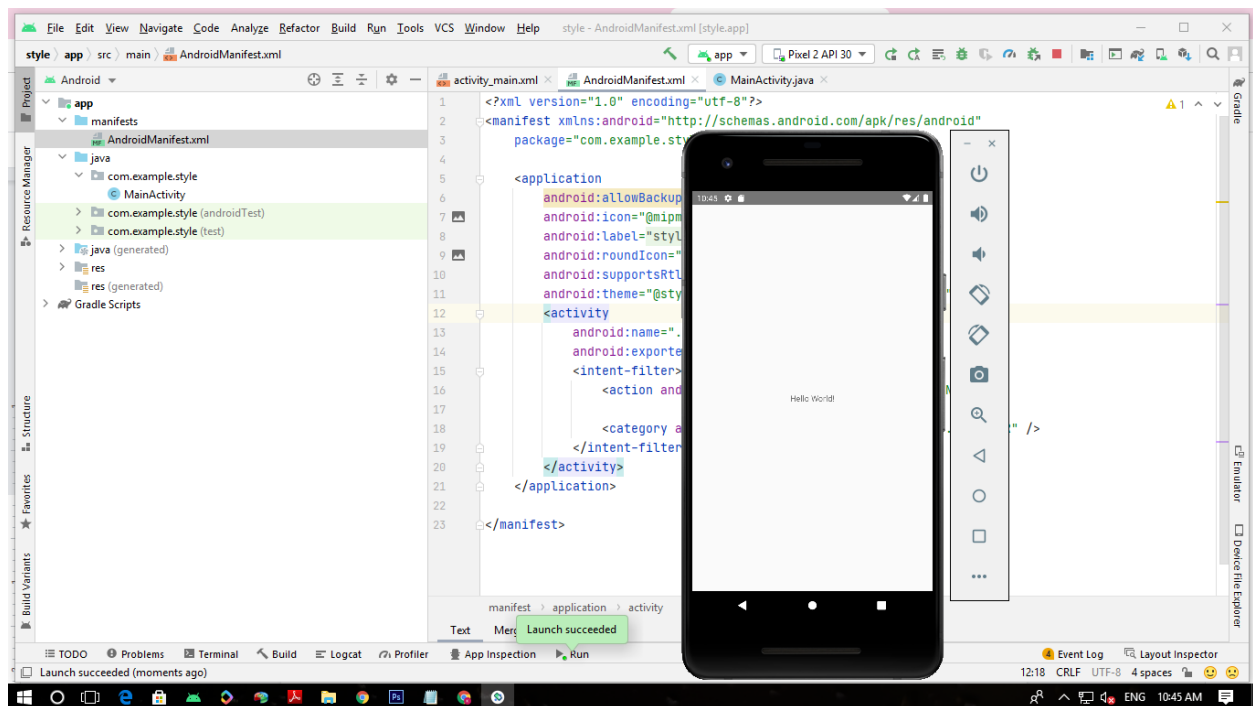 File Edit View Navigate Code Analyze Refactor Build Run Tools VCS Window Help style - AndroidManifest.xml [style.app]
style app src main AndroidManifest.xml app Pixel 2 API 30
Project
Resource Manager
Structure
Favorites
Build Variants
Android
app
manifests
AndroidManifest.xml
java
com.example.style
MainActivity
com.example.style (androidTest)
com.example.style (test)
java (generated)
res
res (generated)
Gradle Scripts
activity_main.xml AndroidManifest.xml MainActivity.java
1 <?xml version="1.0" encoding="utf-8"?>
2 <manifest xmlns:android="http://schemas.android.com/apk/res/android"
3 package="com.example.sty
4
5 <application
6 android:allowBackup
7 android:icon="@mipm
8 android:label="styl
9 android:roundIcon="
10 android:supportsRtl
11 android:theme="@sty "
12 <activity
13 android:name=".
14 android:exporte
15 <intent-filter>
16 <action and
17
18 <category a " />
19 </intent-filter
20 </activity>
21 </application>
22
23 </manifest>
1
10:45
Hello World!
manifest application activity
Text Merg
Launch succeeded
Gradle
Emulator
Device File Explorer
TODO Problems Terminal Build Logcat Profiler App Inspection Run 4 Event Log Layout Inspector
Launch succeeded (moments ago) 12:18 CRLF UTF-8 4 spaces
Ps ENG 10:45 AM